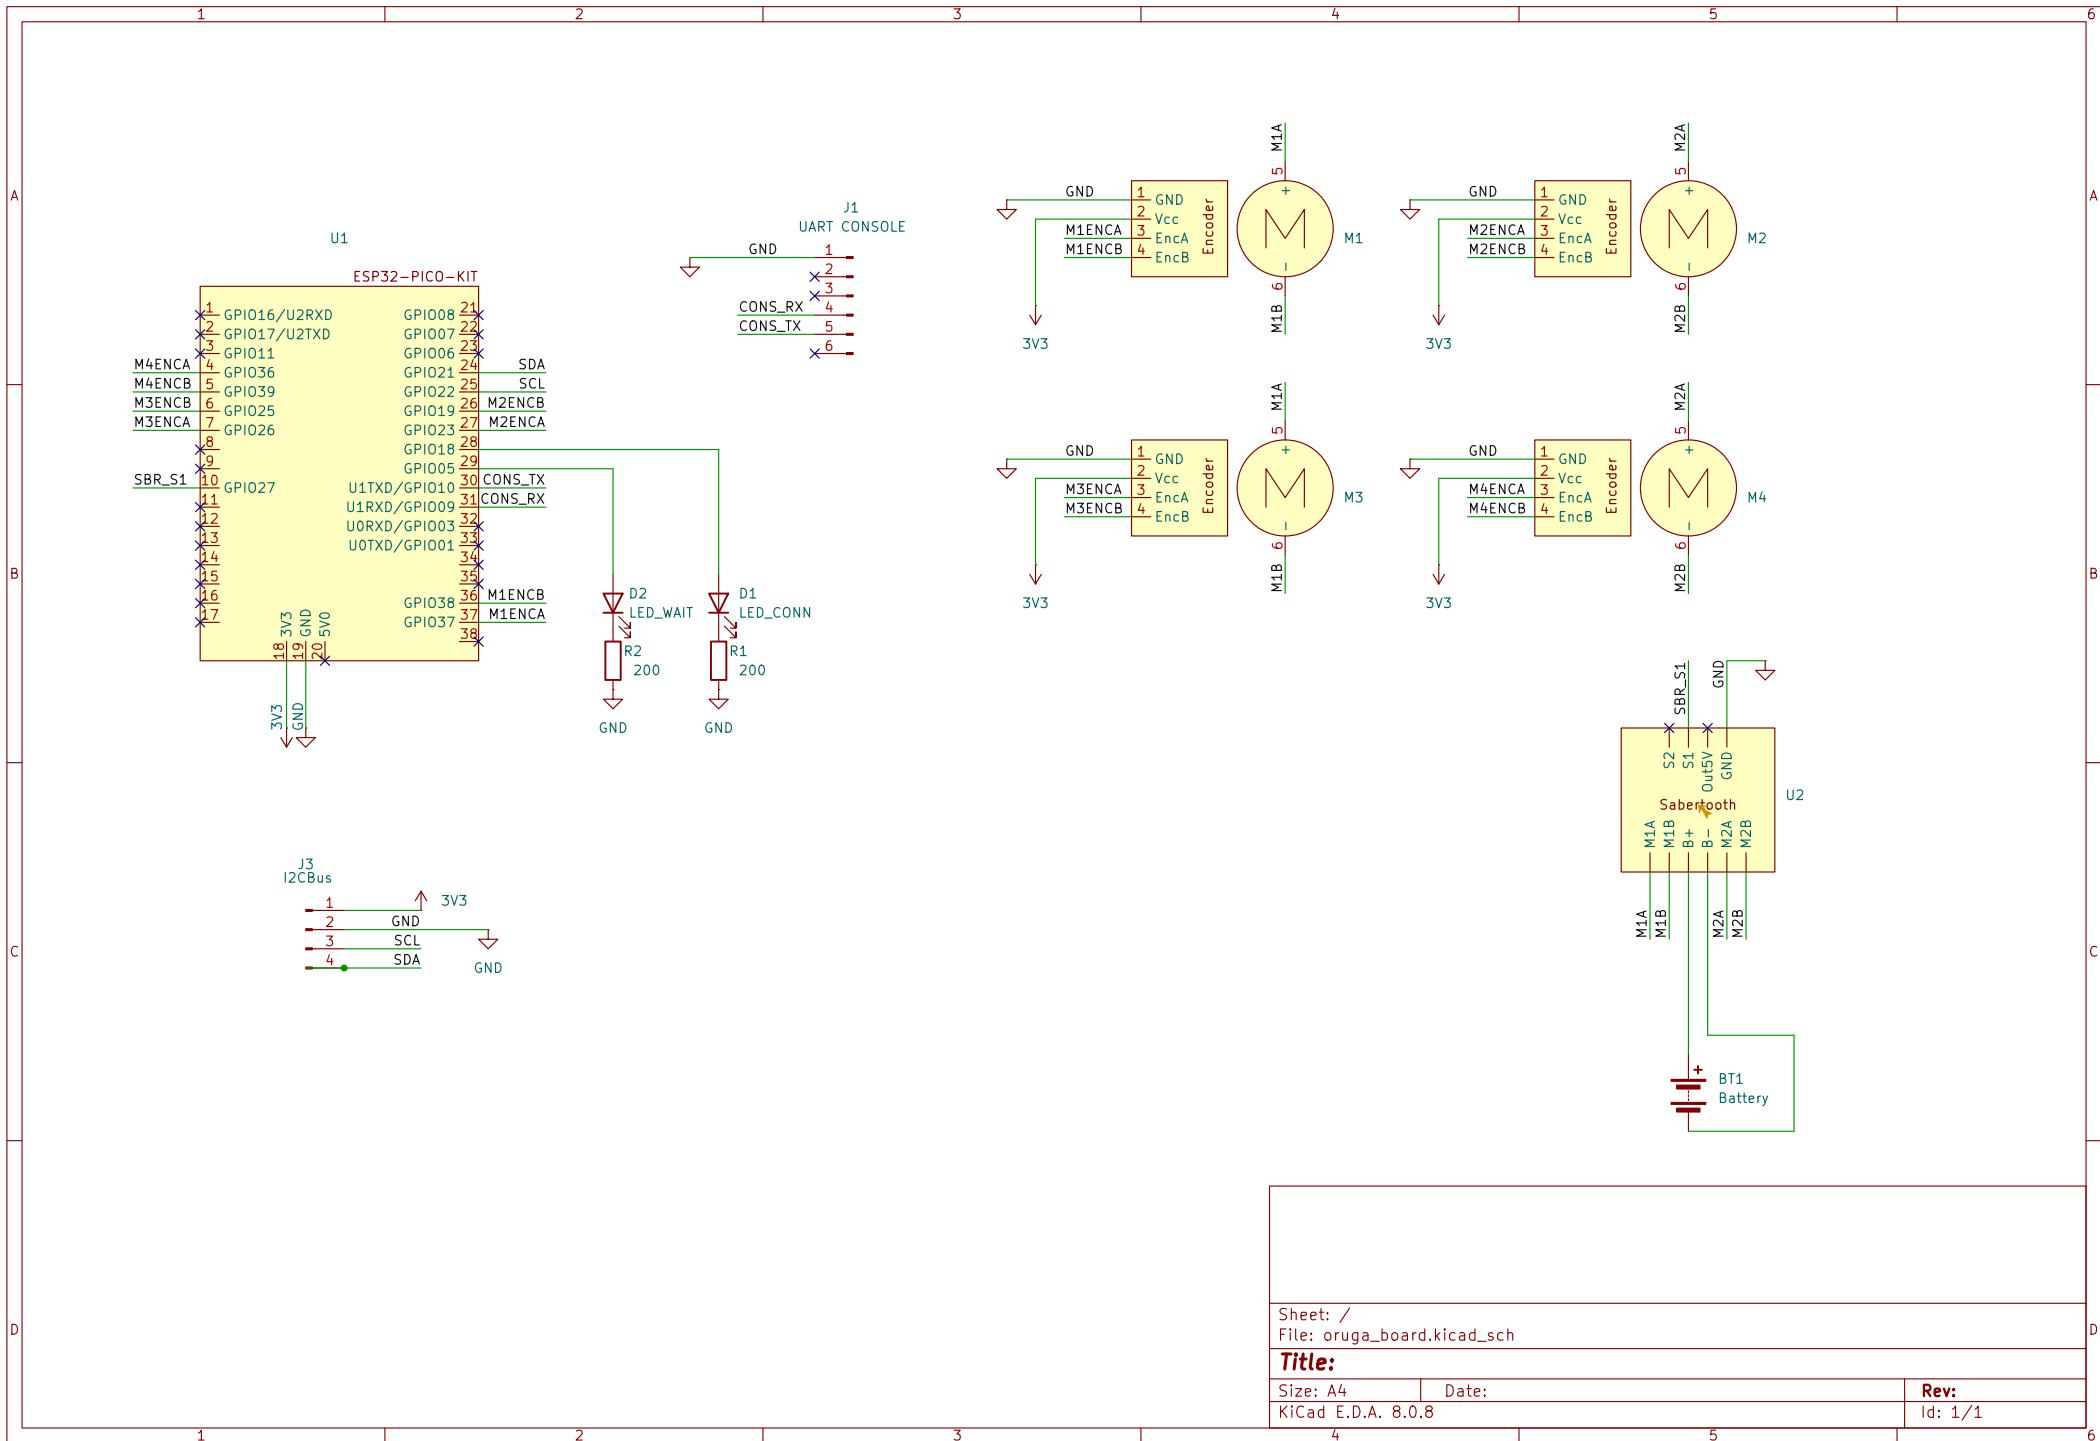 1 2 3 4 5 6
A
B
C
D
A
B
C
D
1 2 3 4 5 6
U1
ESP32-PICO-KIT
1 GPIO16/U2RXD
2 GPIO17/U2TXD
3 GPIO11
M4ENCA 4 GPIO36
M4ENCB 5 GPIO39
M3ENCB 6 GPIO25
M3ENCA 7 GPIO26
8
9
SBR_S1 10 GPIO27
11
12
13
14
15
16
17
GPIO08 21
GPIO07 22
GPIO06 23
GPIO21 24 SDA
GPIO22 25 SCL
GPIO19 26 M2ENCB
GPIO23 27 M2ENCA
GPIO18 28
GPIO05 29
U1TXD/GPIO10 30 CONS_TX
U1RXD/GPIO09 31 CONS_RX
U0RXD/GPIO03 32
U0TXD/GPIO01 33
34
35
GPIO38 36 M1ENCB
GPIO37 37 M1ENCA
38
18 3V3
19 GND
20 5V0
3V3
GND
D2
LED_WAIT
R2
200
GND
D1
LED_CONN
R1
200
GND
J1
UART CONSOLE
GND 1
2
3
CONS_RX 4
CONS_TX 5
6
M1A
5
GND 1 GND
2 Vcc
M1ENCA 3 EncA
M1ENCB 4 EncB
Encoder
+
M
-
M1
6
M1B
3V3
M2A
5
GND 1 GND
2 Vcc
M2ENCA 3 EncA
M2ENCB 4 EncB
Encoder
+
M
-
M2
6
M2B
3V3
M1A
5
GND 1 GND
2 Vcc
M3ENCA 3 EncA
M3ENCB 4 EncB
Encoder
+
M
-
M3
6
M1B
3V3
M2A
5
GND 1 GND
2 Vcc
M4ENCA 3 EncA
M4ENCB 4 EncB
Encoder
+
M
-
M4
6
M2B
3V3
SBR_S1
GND
S2 S1 Out5V GND
Sabertooth
U2
M1A M1B B+ B- M2A M2B
M1A M1B M2A M2B
+
BT1
Battery
J3
I2CBus
1 3V3
2 GND
3 SCL
4 SDA
GND
Sheet: /
File: oruga_board.kicad_sch
Title:
Size: A4 Date: Rev:
KiCad E.D.A. 8.0.8 Id: 1/1